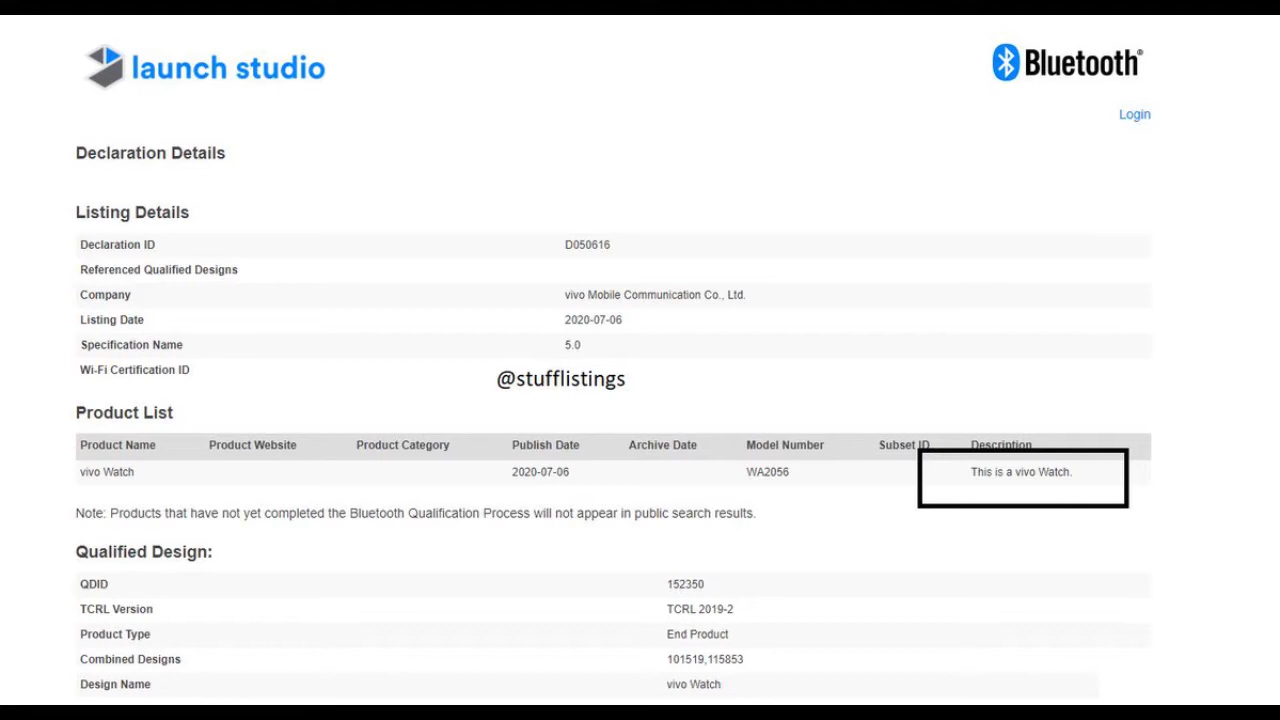 launch studio
Bluetooth®
Login
Declaration Details
Listing Details
Declaration ID D050616
Referenced Qualified Designs
Company vivo Mobile Communication Co., Ltd.
Listing Date 2020-07-06
Specification Name 5.0
Wi-Fi Certification ID
@stufflistings
Product List
Product Name Product Website Product Category Publish Date Archive Date Model Number Subset ID Description
vivo Watch 2020-07-06 WA2056 This is a vivo Watch.
Note: Products that have not yet completed the Bluetooth Qualification Process will not appear in public search results.
Qualified Design:
QDID 152350
TCRL Version TCRL 2019-2
Product Type End Product
Combined Designs 101519,115853
Design Name vivo Watch